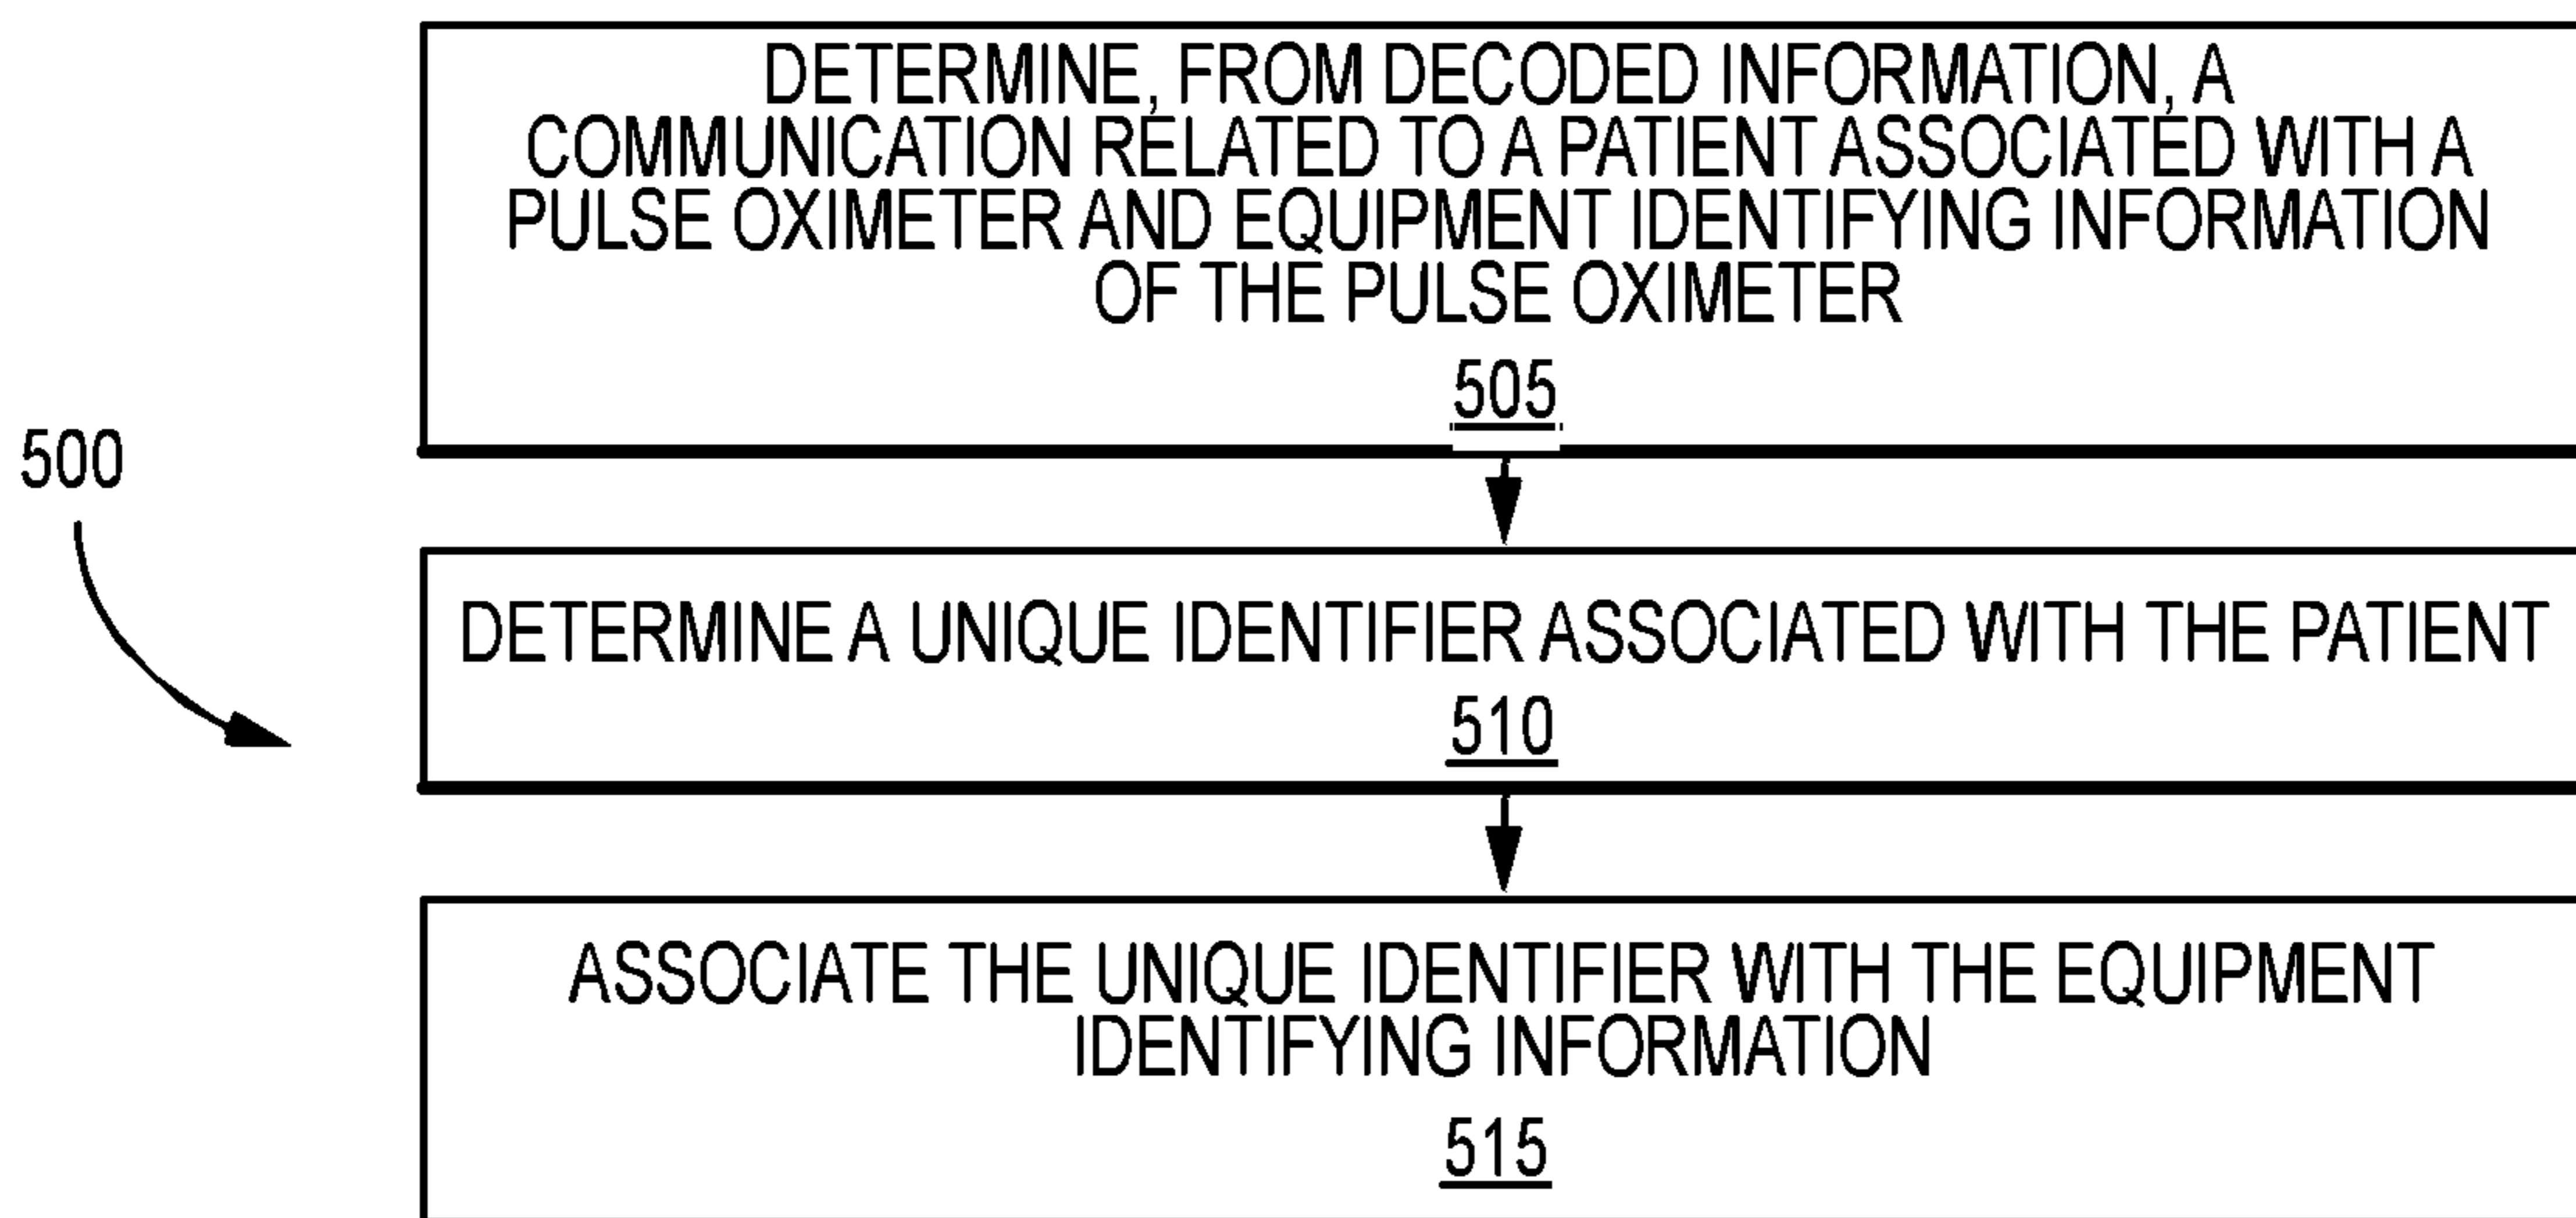 DETERMINE, FROM DECODED INFORMATION, A
COMMUNICATION RELATED TO A PATIENT ASSOCIATED WITH A
PULSE OXIMETER AND EQUIPMENT IDENTIFYING INFORMATION
OF THE PULSE OXIMETER
505
500
DETERMINE A UNIQUE IDENTIFIER ASSOCIATED WITH THE PATIENT
510
ASSOCIATE THE UNIQUE IDENTIFIER WITH THE EQUIPMENT
IDENTIFYING INFORMATION
515